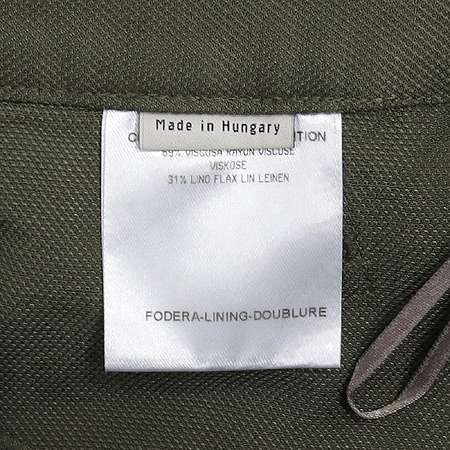 Made in Hungary
69% VISCOSA RAYON VISCOSE
VISKOSE
31% LINO FLAX LIN LEINEN
FODERA-LINING-DOUBLURE